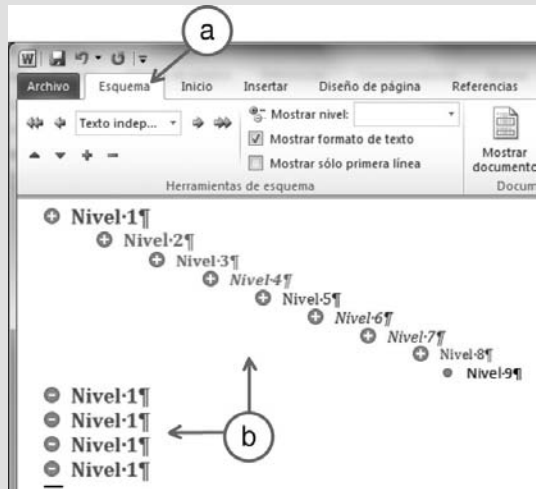 a
W
Archivo Esquema Inicio Insertar Diseño de página Referencias
Texto indep... Mostrar nivel:
Mostrar formato de texto
Mostrar sólo primera línea
Mostrar
documento
Herramientas de esquema Docum
Nivel·1¶
Nivel·2¶
Nivel·3¶
Nivel·4¶
Nivel·5¶
Nivel·6¶
Nivel·7¶
Nivel·8¶
Nivel·9¶
Nivel·1¶
Nivel·1¶
Nivel·1¶
Nivel·1¶
b